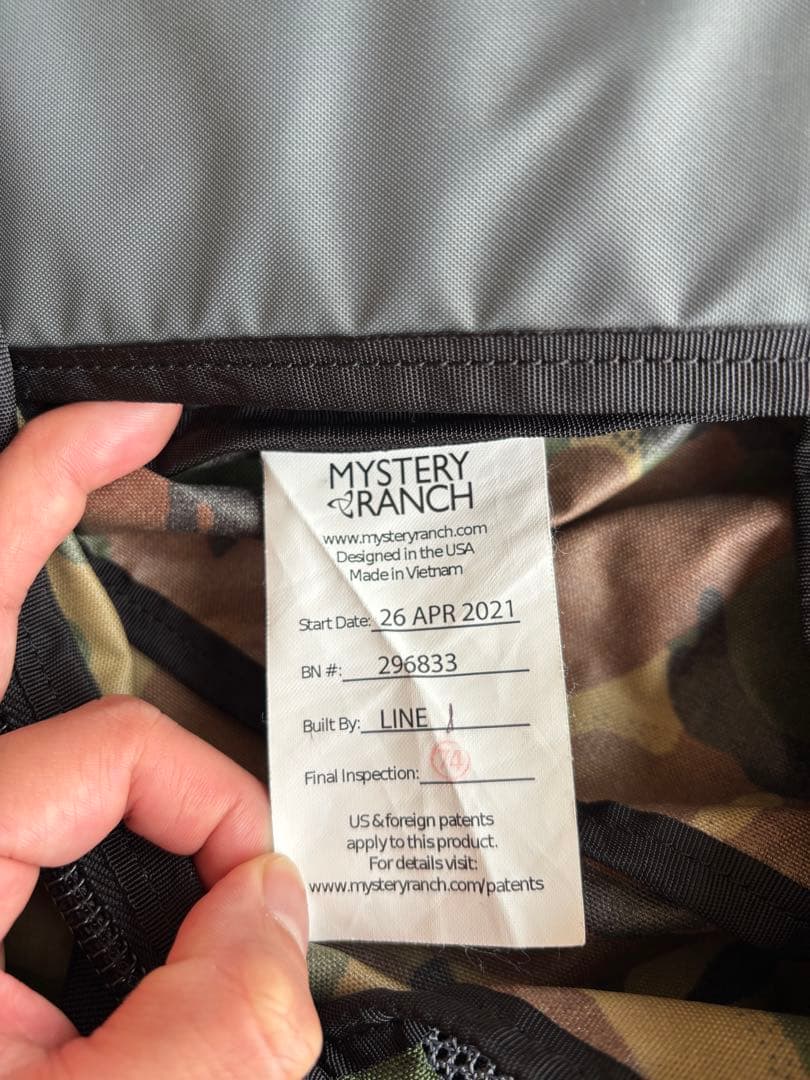 MYSTERY
RANCH
www.mysteryranch.com
Designed in the USA
Made in Vietnam
Start Date: 26 APR 2021
BN #: 296833
Built By: LINE 1
Final Inspection: 74
US & foreign patents
apply to this product.
For details visit:
www.mysteryranch.com/patents